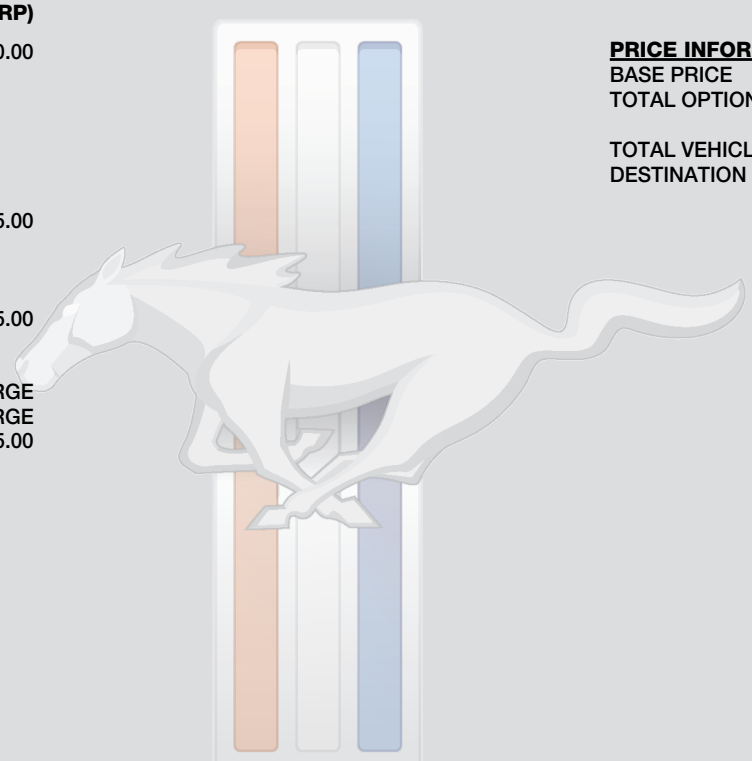 RP)
0.00
5.00
5.00
RGE
RGE
5.00
PRICE INFOR
BASE PRICE
TOTAL OPTION
TOTAL VEHICL
DESTINATION